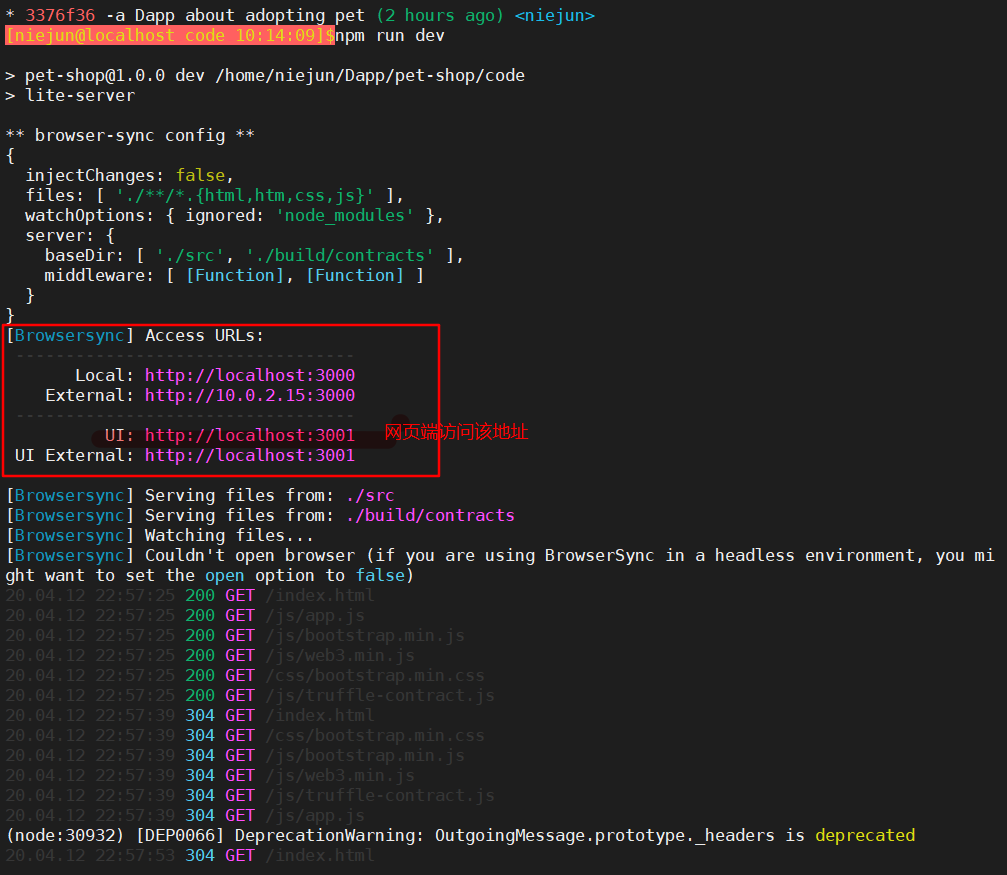 * 3376f36 -a Dapp about adopting pet (2 hours ago) <niejun>
[niejun@localhost code 10:14:09]$npm run dev
> pet-shop@1.0.0 dev /home/niejun/Dapp/pet-shop/code
> lite-server
** browser-sync config **
{
  injectChanges: false,
  files: [ './**/*.{html,htm,css,js}' ],
  watchOptions: { ignored: 'node_modules' },
  server: {
    baseDir: [ './src', './build/contracts' ],
    middleware: [ [Function], [Function] ]
  }
}
[Browsersync] Access URLs:
 ----------------------------------
       Local: http://localhost:3000
    External: http://10.0.2.15:3000
 ----------------------------------
          UI: http://localhost:3001 网页端访问该地址
 UI External: http://localhost:3001
[Browsersync] Serving files from: ./src
[Browsersync] Serving files from: ./build/contracts
[Browsersync] Watching files...
[Browsersync] Couldn't open browser (if you are using BrowserSync in a headless environment, you mi
ght want to set the open option to false)
20.04.12 22:57:25 200 GET /index.html
20.04.12 22:57:25 200 GET /js/app.js
20.04.12 22:57:25 200 GET /js/bootstrap.min.js
20.04.12 22:57:25 200 GET /js/web3.min.js
20.04.12 22:57:25 200 GET /css/bootstrap.min.css
20.04.12 22:57:25 200 GET /js/truffle-contract.js
20.04.12 22:57:39 304 GET /index.html
20.04.12 22:57:39 304 GET /css/bootstrap.min.css
20.04.12 22:57:39 304 GET /js/bootstrap.min.js
20.04.12 22:57:39 304 GET /js/web3.min.js
20.04.12 22:57:39 304 GET /js/truffle-contract.js
20.04.12 22:57:39 304 GET /js/app.js
(node:30932) [DEP0066] DeprecationWarning: OutgoingMessage.prototype._headers is deprecated
20.04.12 22:57:53 304 GET /index.html